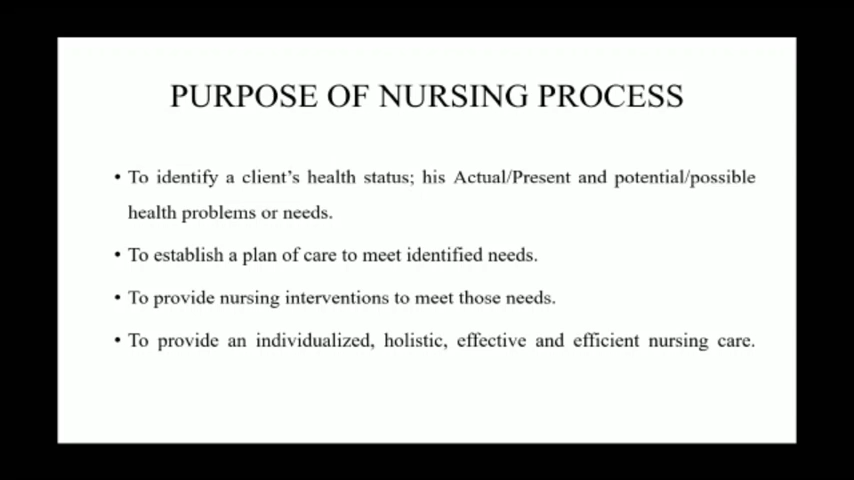 PURPOSE OF NURSING PROCESS
• To identify a client's health status; his Actual/Present and potential/possible
health problems or needs.
• To establish a plan of care to meet identified needs.
• To provide nursing interventions to meet those needs.
• To provide an individualized, holistic, effective and efficient nursing care.